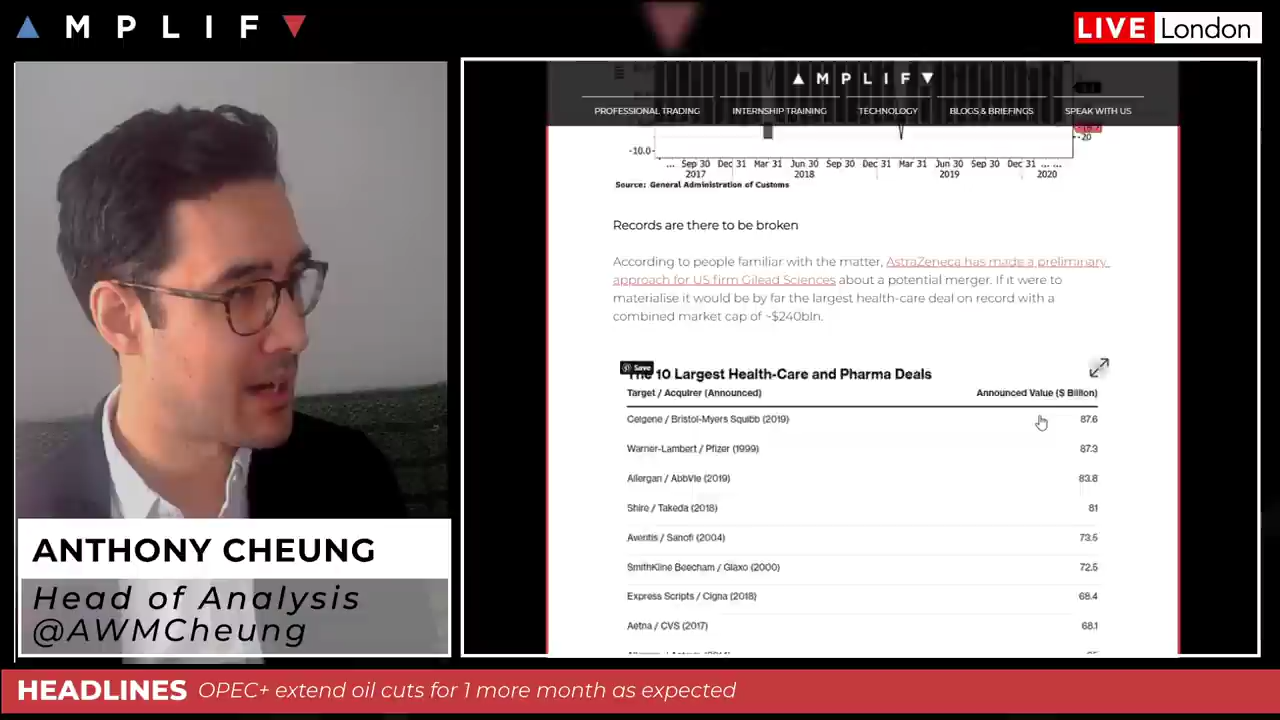 AMPLIFY
LIVE London
AMPLIFY
PROFESSIONAL TRADING INTERNSHIP TRAINING TECHNOLOGY BLOGS & BRIEFINGS SPEAK WITH US
-10.0
-20
... Sep 30 Dec 31 Mar 31 Jun 30 Sep 30 Dec 31 Mar 31 Jun 30 Sep 30 Dec 31 ... ...
2017 2018 2019 2020
Source: General Administration of Customs
Records are there to be broken
According to people familiar with the matter, AstraZeneca has made a preliminary
approach for US firm Gilead Sciences about a potential merger. If it were to
materialise it would be by far the largest health-care deal on record with a
combined market cap of ~$240bln.
Save
10 Largest Health-Care and Pharma Deals
Target / Acquirer (Announced) Announced Value ($ Billion)
Celgene / Bristol-Myers Squibb (2019) 87.6
Warner-Lambert / Pfizer (1999) 87.3
Allergan / AbbVie (2019) 83.8
Shire / Takeda (2018) 81
Aventis / Sanofi (2004) 73.5
SmithKline Beecham / Glaxo (2000) 72.5
Express Scripts / Cigna (2018) 68.4
Aetna / CVS (2017) 68.1
ANTHONY CHEUNG
Head of Analysis
@AWMCheung
HEADLINES OPEC+ extend oil cuts for 1 more month as expected